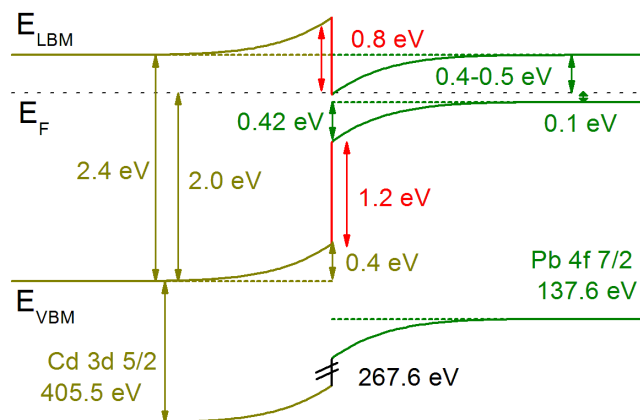 E_LBM
0.8 eV
0.4-0.5 eV
E_F
0.42 eV
0.1 eV
2.4 eV
2.0 eV
1.2 eV
0.4 eV
Pb 4f 7/2
137.6 eV
E_VBM
Cd 3d 5/2
405.5 eV
267.6 eV